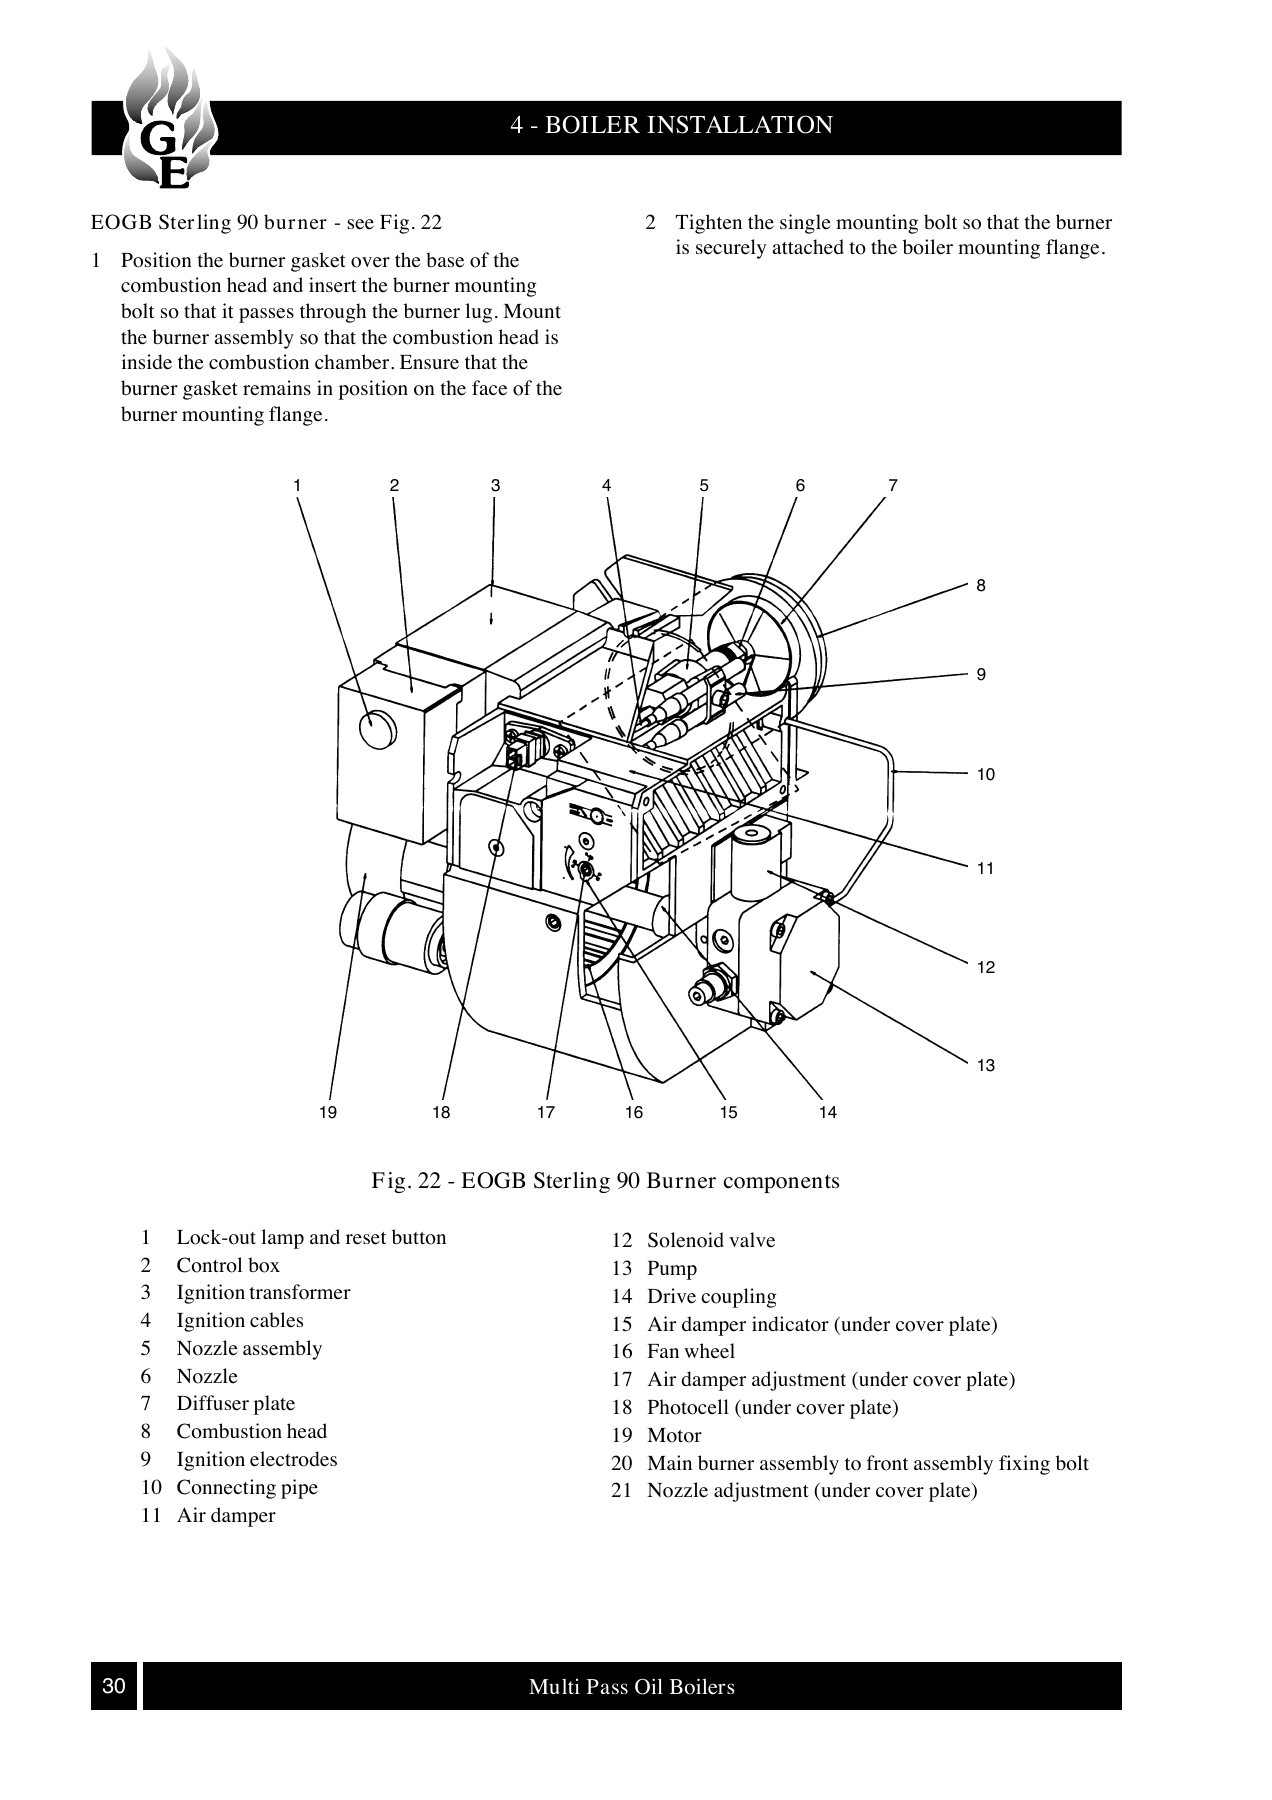 G
E
4 - BOILER INSTALLATION
EOGB Sterling 90 burner - see Fig. 22
1 Position the burner gasket over the base of the
combustion head and insert the burner mounting
bolt so that it passes through the burner lug. Mount
the burner assembly so that the combustion head is
inside the combustion chamber. Ensure that the
burner gasket remains in position on the face of the
burner mounting flange.
2 Tighten the single mounting bolt so that the burner
is securely attached to the boiler mounting flange.
1 2 3 4 5 6 7
8
9
10
11
12
13
19 18 17 16 15 14
Fig. 22 - EOGB Sterling 90 Burner components
1 Lock-out lamp and reset button
2 Control box
3 Ignition transformer
4 Ignition cables
5 Nozzle assembly
6 Nozzle
7 Diffuser plate
8 Combustion head
9 Ignition electrodes
10 Connecting pipe
11 Air damper
12 Solenoid valve
13 Pump
14 Drive coupling
15 Air damper indicator (under cover plate)
16 Fan wheel
17 Air damper adjustment (under cover plate)
18 Photocell (under cover plate)
19 Motor
20 Main burner assembly to front assembly fixing bolt
21 Nozzle adjustment (under cover plate)
30
Multi Pass Oil Boilers